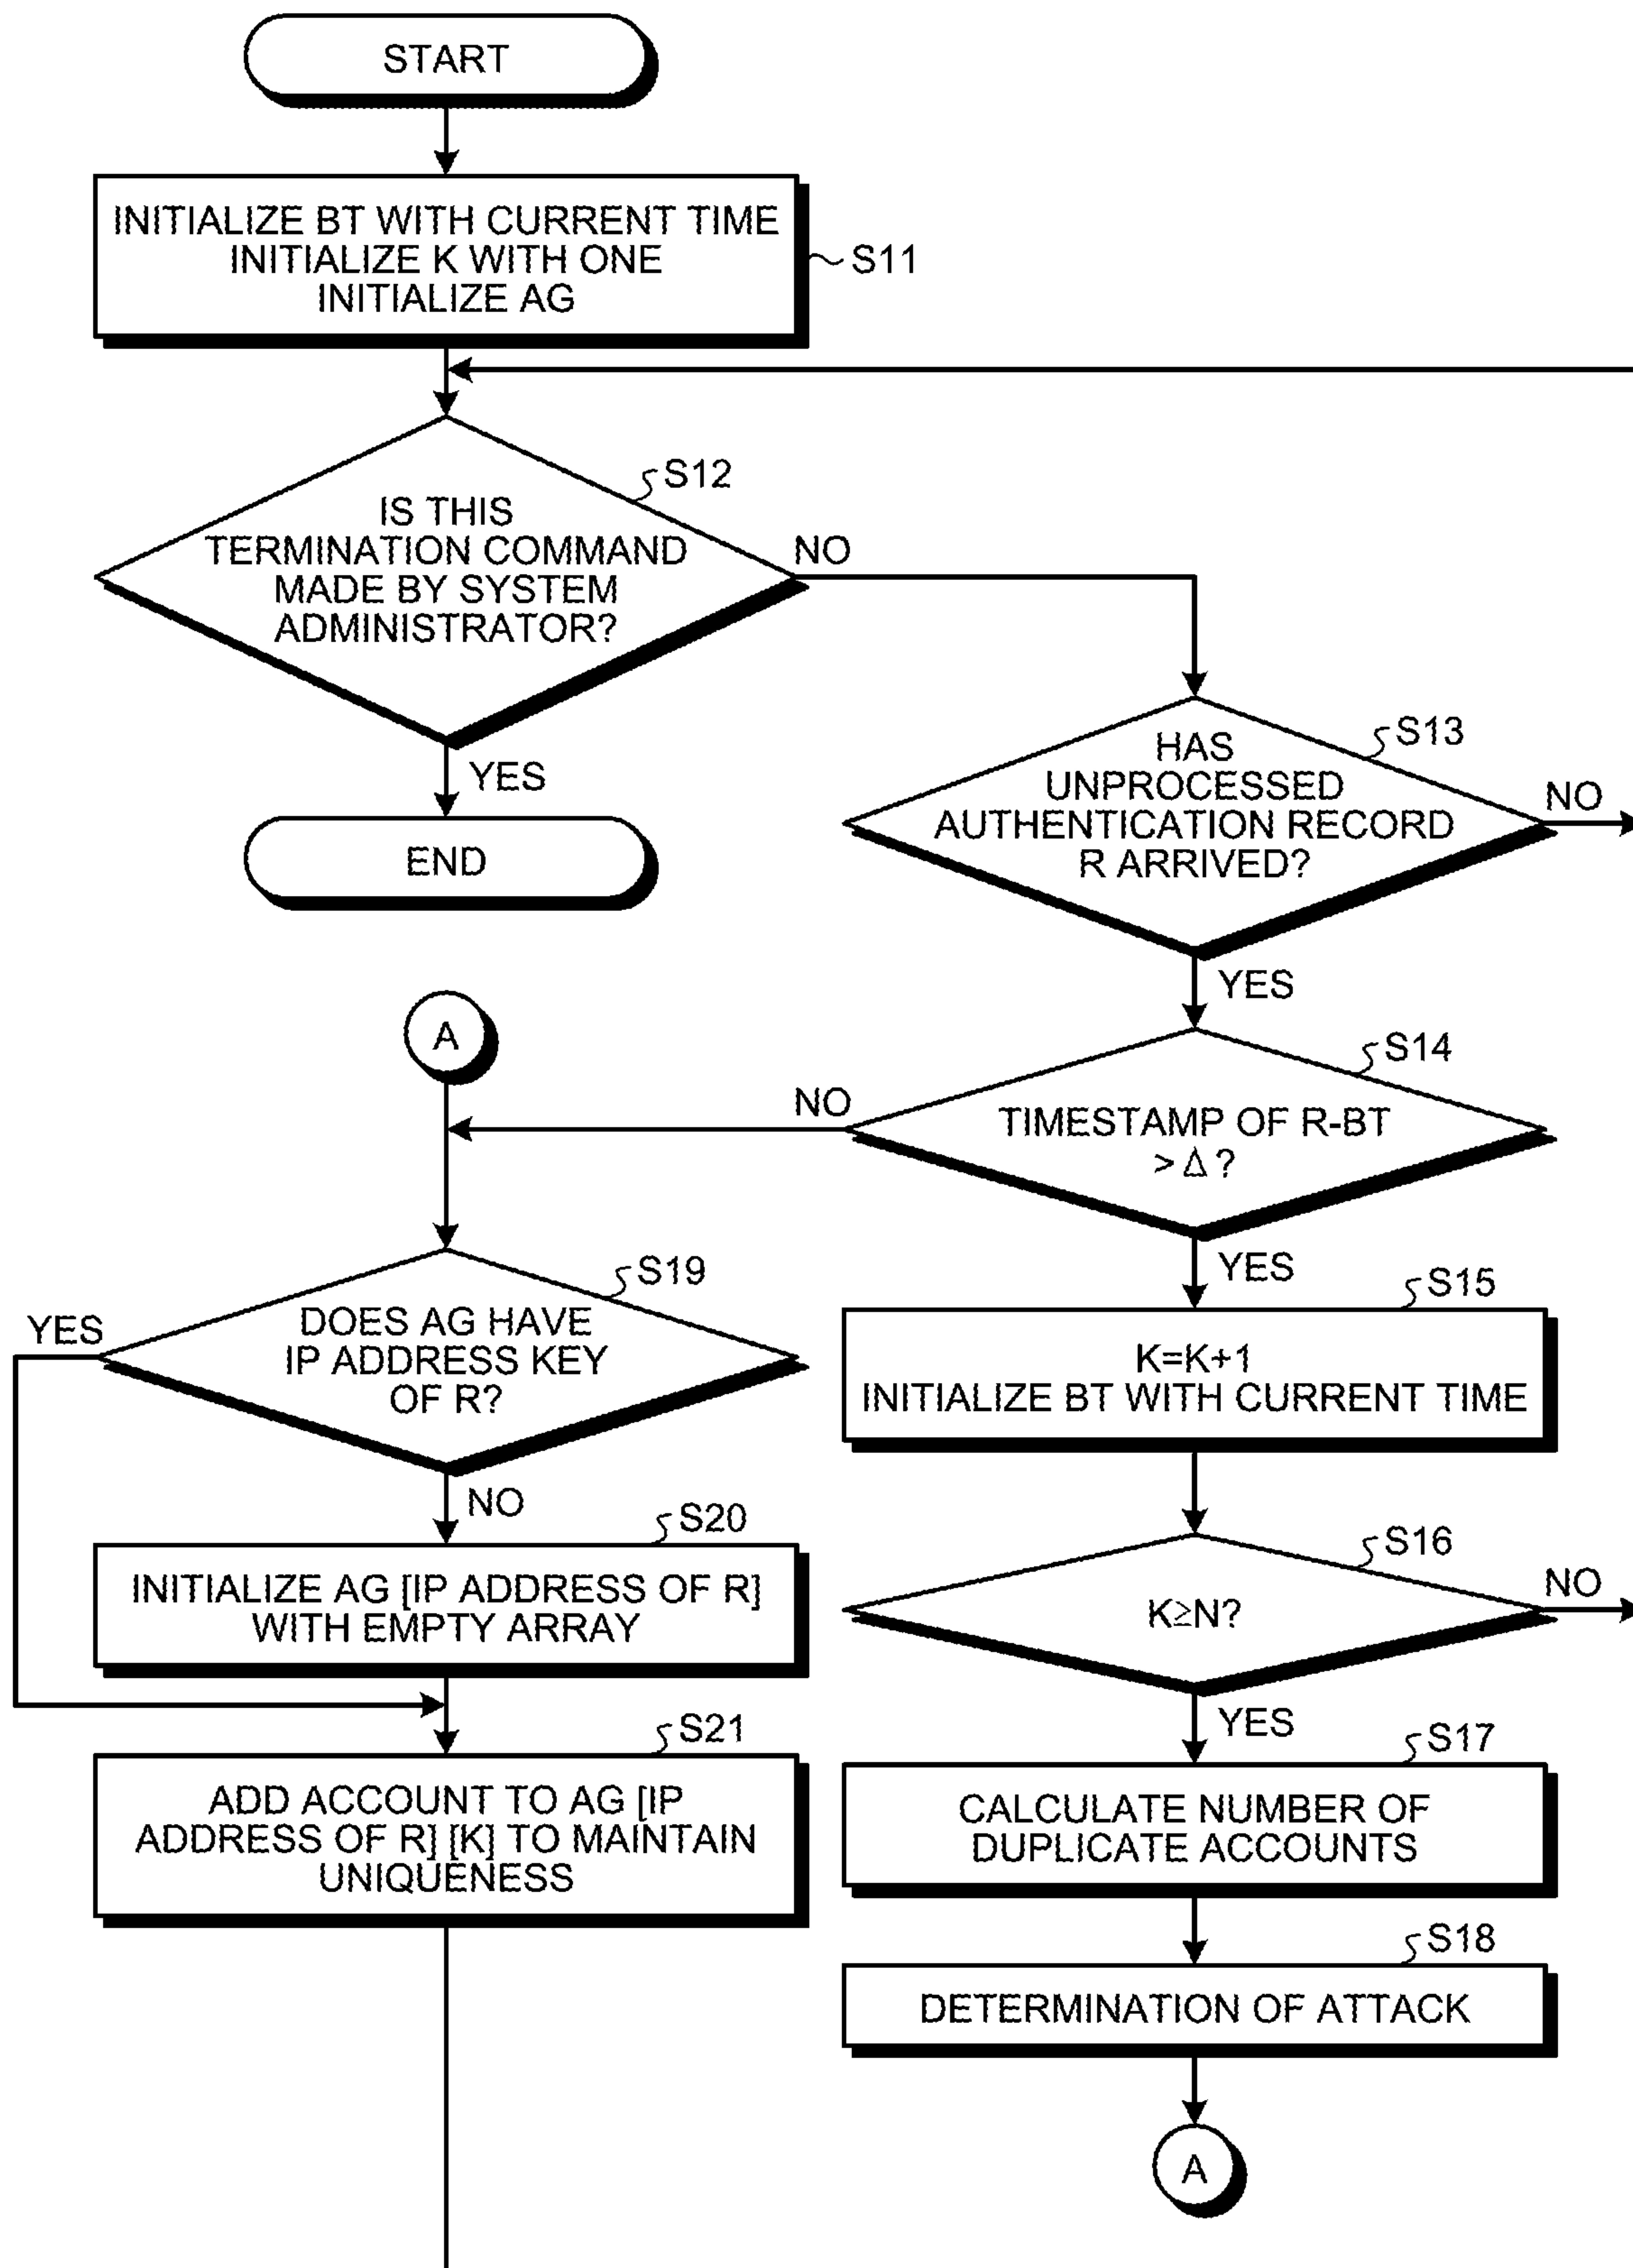 START
INITIALIZE BT WITH CURRENT TIME
INITIALIZE K WITH ONE
INITIALIZE AG
S11
S12
IS THIS
TERMINATION COMMAND
MADE BY SYSTEM
ADMINISTRATOR?
NO
YES
END
S13
HAS
UNPROCESSED
AUTHENTICATION RECORD
R ARRIVED?
NO
YES
S14
TIMESTAMP OF R-BT
> Δ ?
NO
YES
S15
K=K+1
INITIALIZE BT WITH CURRENT TIME
S16
K≥N?
NO
YES
S17
CALCULATE NUMBER OF
DUPLICATE ACCOUNTS
S18
DETERMINATION OF ATTACK
A
A
S19
DOES AG HAVE
IP ADDRESS KEY
OF R?
YES
NO
S20
INITIALIZE AG [IP ADDRESS OF R]
WITH EMPTY ARRAY
S21
ADD ACCOUNT TO AG [IP
ADDRESS OF R] [K] TO MAINTAIN
UNIQUENESS